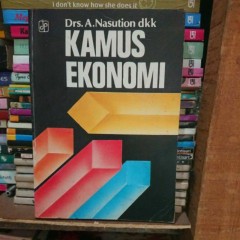 I don't know how she does it
Drs. A. Nasution dkk
KAMUS
EKONOMI